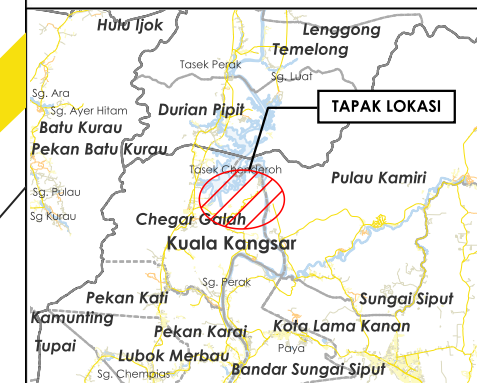 Hulu Ijok
Lenggong
Temelong
Tasek Perak
Sg. Luat
Sg. Ara
Sg. Ayer Hitam
Durian Pipit
TAPAK LOKASI
Batu Kurau
Pekan Batu Kurau
Tasek Chenderoh
Pulau Kamiri
Sg. Pulau
Sg Kurau
Chegar Galah
Kuala Kangsar
Sg. Perak
Pekan Kati
Sungai Siput
Kamunting
Pekan Karai
Kota Lama Kanan
Tupai
Paya
Lubok Merbau
Sg. Chempias
Bandar Sungai Siput